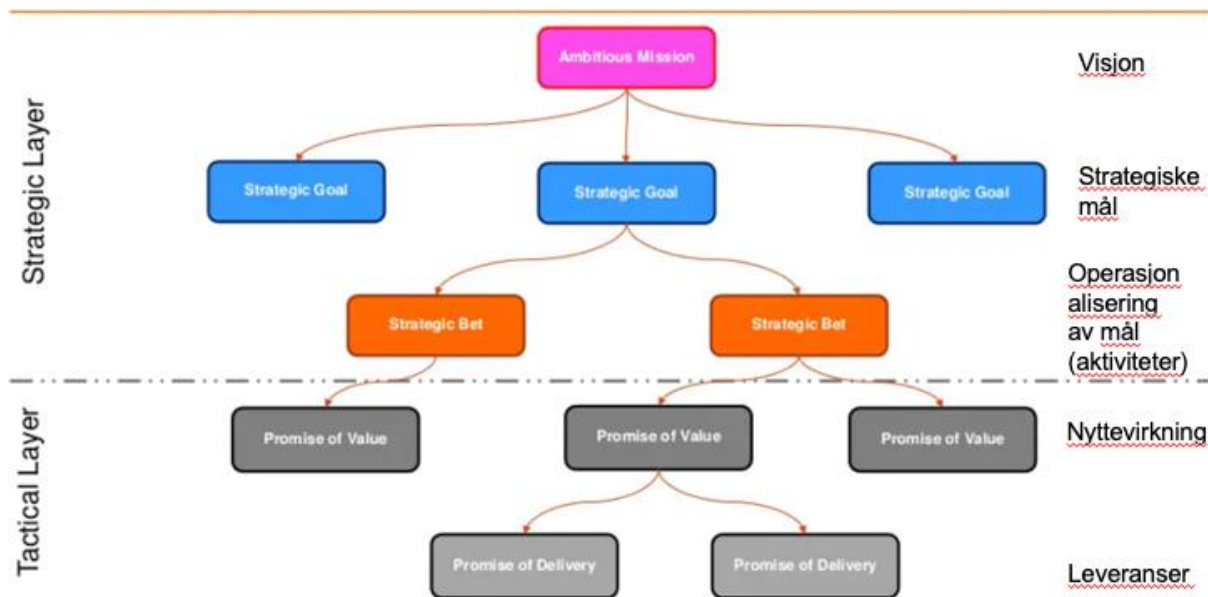 Ambitious Mission
Visjon
Strategic Layer
Strategic Goal
Strategic Goal
Strategic Goal
Strategiske
mål
Strategic Bet
Strategic Bet
Operasjon
alisering
av mål
(aktiviteter)
Tactical Layer
Promise of Value
Promise of Value
Promise of Value
Nyttevirkning
Promise of Delivery
Promise of Delivery
Leveranser